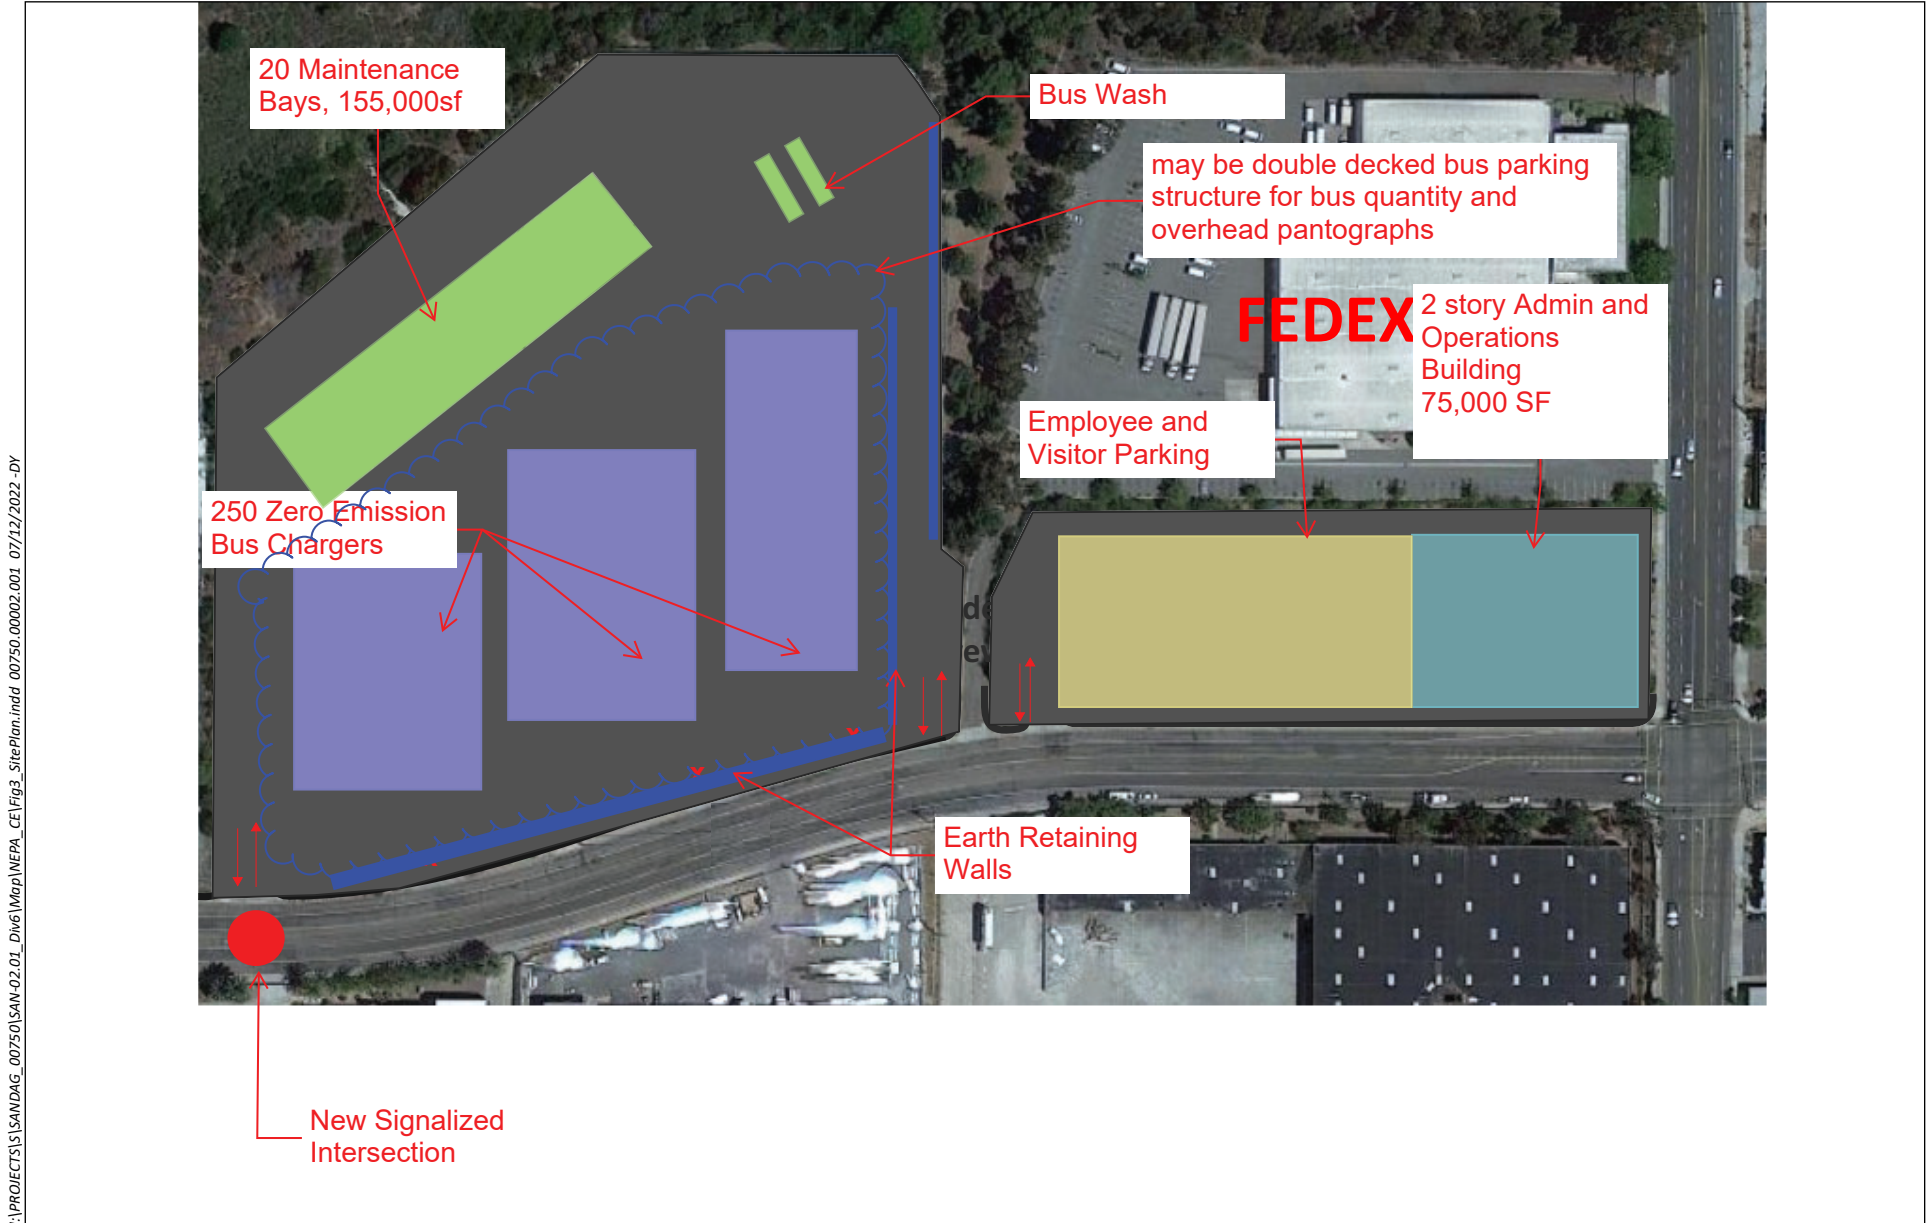 20 Maintenance
Bays, 155,000sf
Bus Wash
may be double decked bus parking
structure for bus quantity and
overhead pantographs
FEDEX
2 story Admin and
Operations
Building
75,000 SF
Employee and
Visitor Parking
250 Zero Emission
Bus Chargers
Earth Retaining
Walls
New Signalized
Intersection
:\PROJECTS\S\SANDAG_00750\SAN-02.01_Div6\Map\NEPA_CE\Fig3_SitePlan.indd 00750.00002.001 07/12/2022 -DY